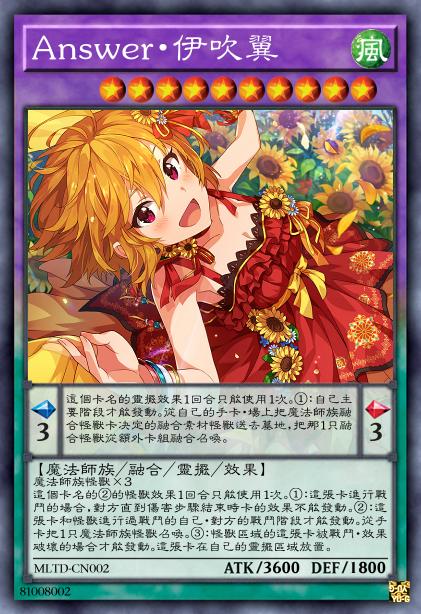 Answer·伊吹翼
風
這個卡名的靈擺效果1回合只能使用1次。①:自己主
要階段才能發動。從自己的手卡·場上把魔法師族融
合怪獸卡決定的融合素材怪獸送去墓地,把那1只融
合怪獸從額外卡組融合召喚。
3
3
【魔法師族/融合/靈擺/效果】
魔法師族怪獸×3
這個卡名的②的怪獸效果1回合只能使用1次。①:這張卡進行戰
鬥的場合,對方直到傷害步驟結束時卡的效果不能發動。②:這
張卡和怪獸進行過戰鬥的自己·對方的戰鬥階段才能發動。從手
卡把1只魔法師族怪獸召喚。③:怪獸區域的這張卡被戰鬥·效果
破壞的場合才能發動。這張卡在自己的靈擺區域放置。
MLTD-CN002
ATK/3600 DEF/1800
81008002